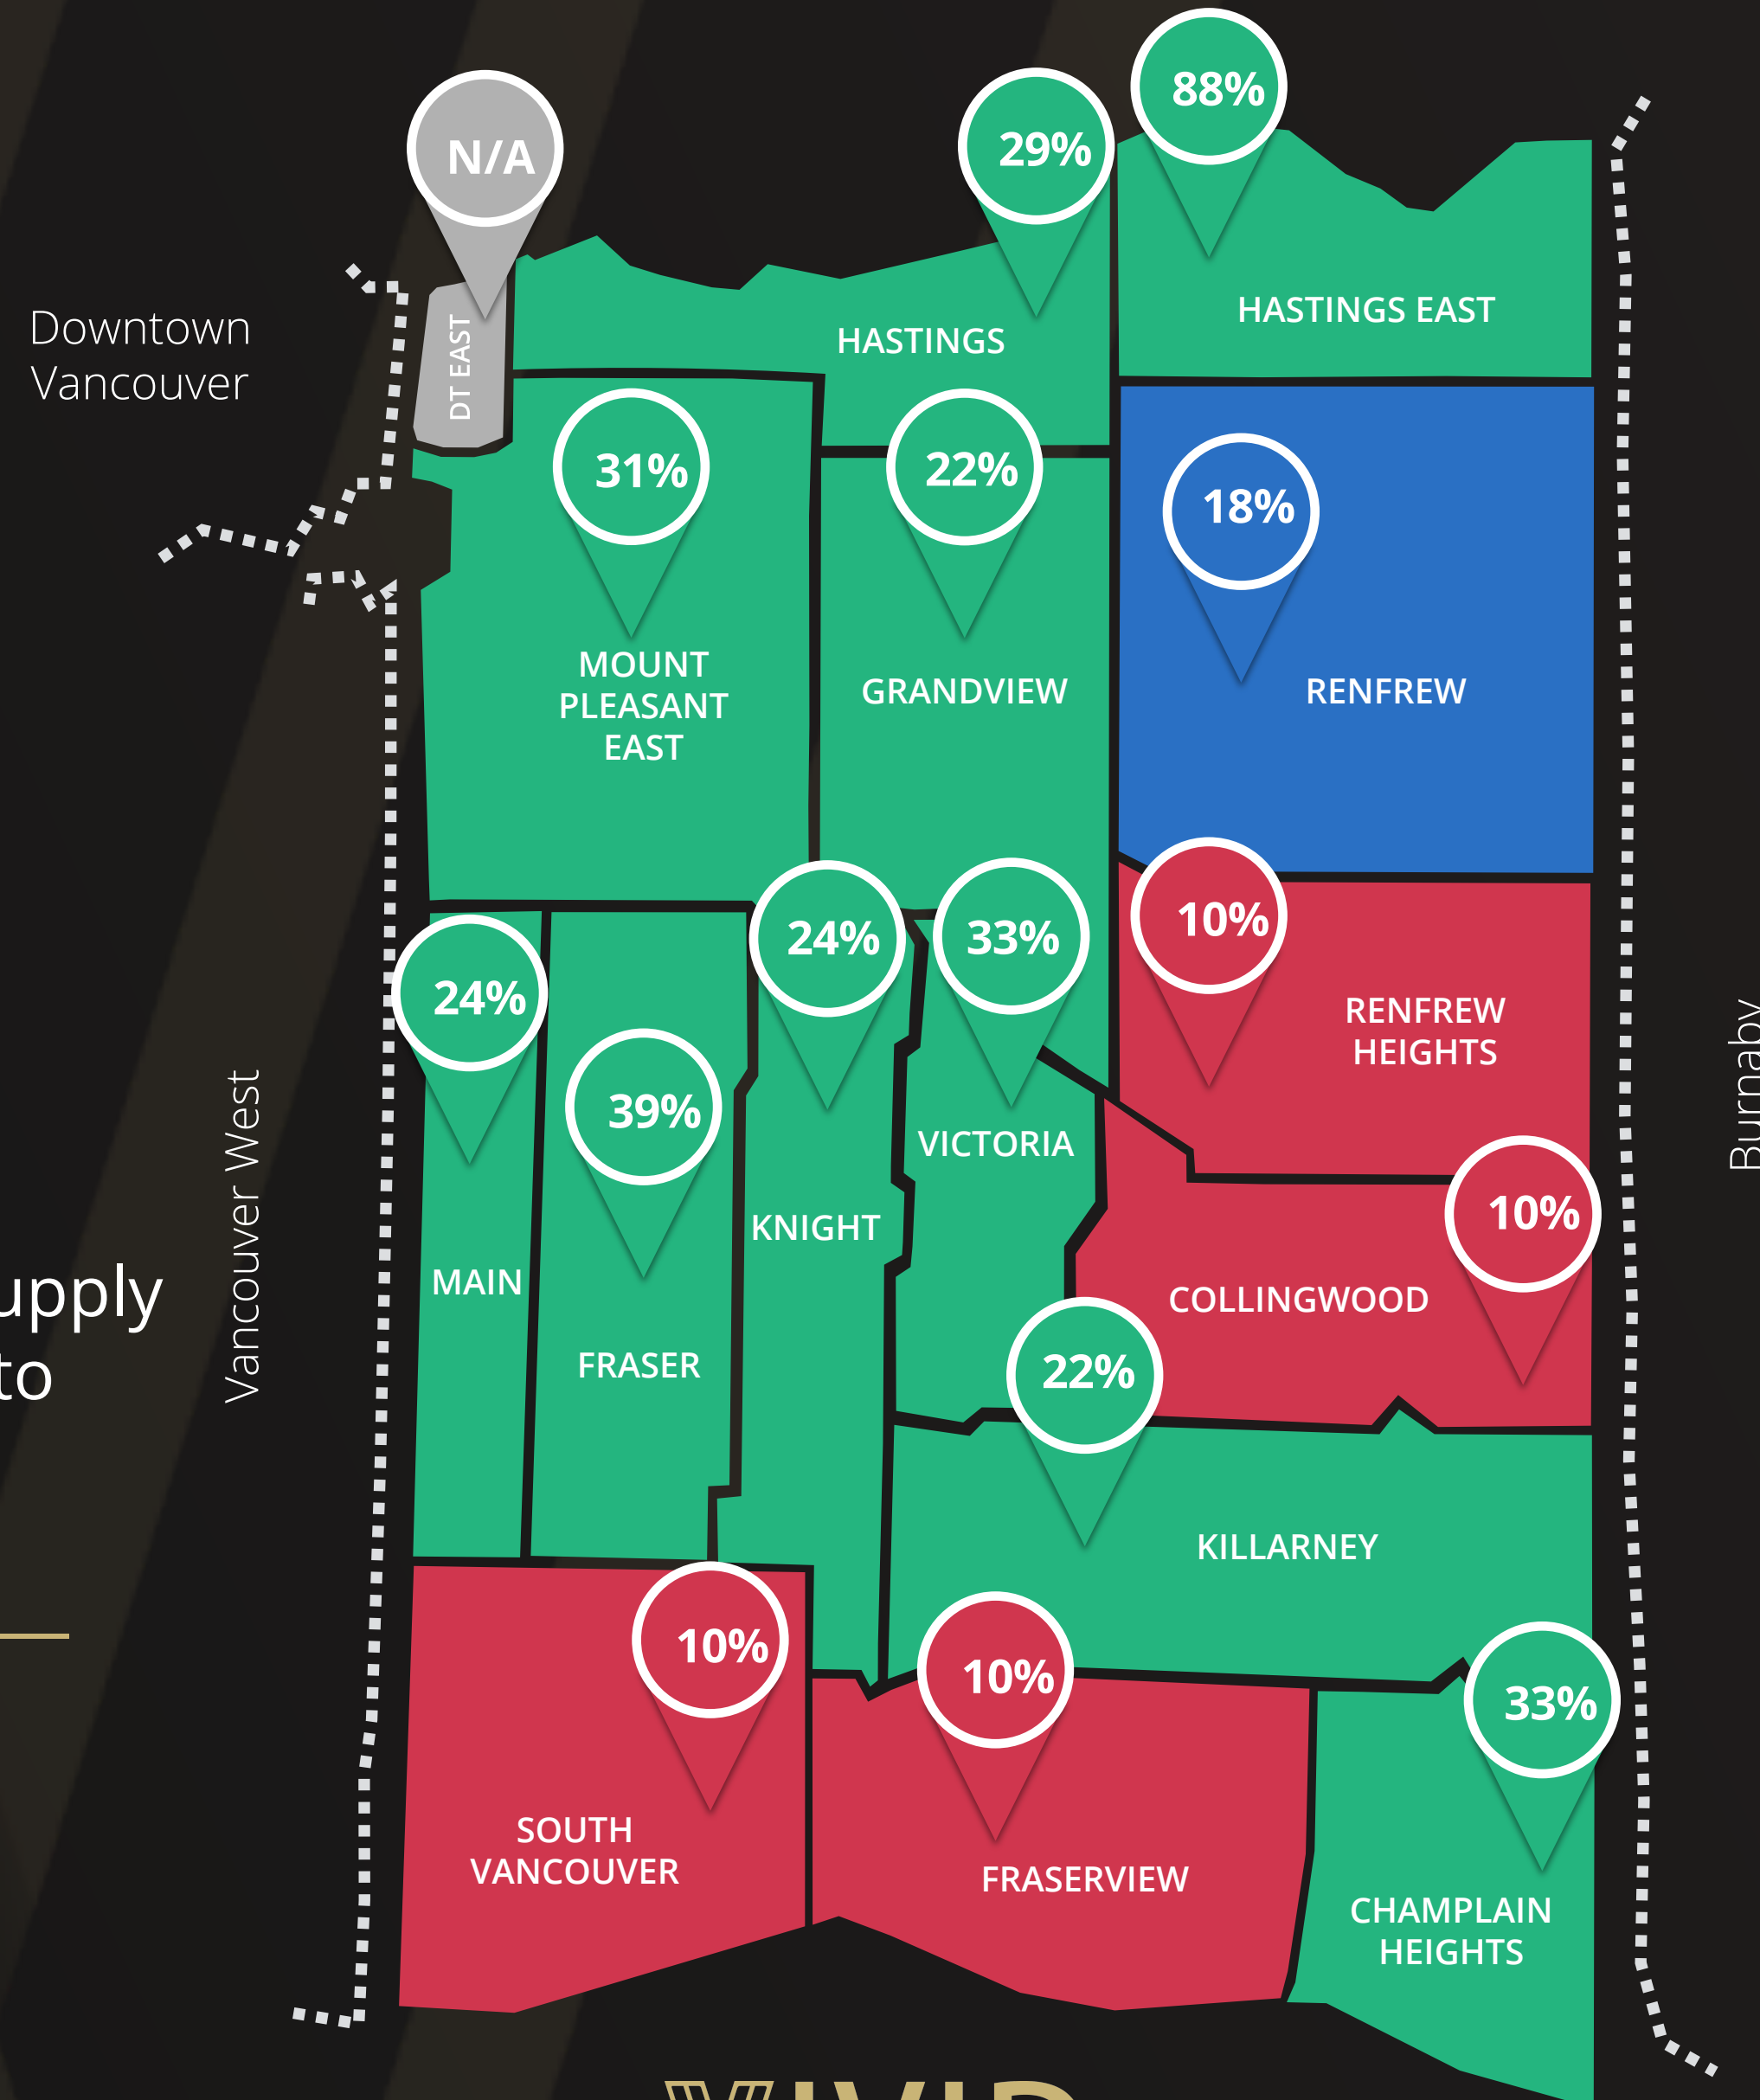 88%
29%
N/A
HASTINGS EAST
Downtown
Vancouver
HASTINGS
DT EAST
31%
22%
18%
MOUNT
PLEASANT
EAST
GRANDVIEW
RENFREW
24%
33%
10%
24%
RENFREW
HEIGHTS
39%
Burnaby
VICTORIA
10%
KNIGHT
Vancouver West
MAIN
upply
to
COLLINGWOOD
FRASER
22%
KILLARNEY
10%
10%
33%
SOUTH
VANCOUVER
FRASERVIEW
CHAMPLAIN
HEIGHTS
VIVID